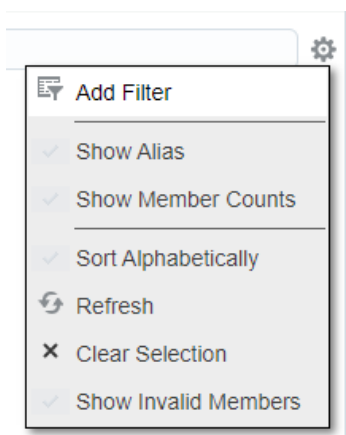 Add Filter
Show Alias
Show Member Counts
Sort Alphabetically
Refresh
Clear Selection
Show Invalid Members